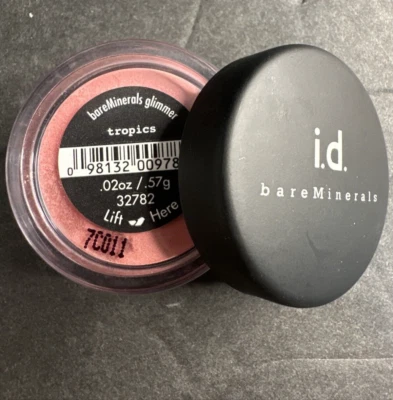 bareMinerals glimmer
tropics
0 98132 00978
.02oz/.57g
32782
Lift Here
7C011
i.d.
bareMinerals